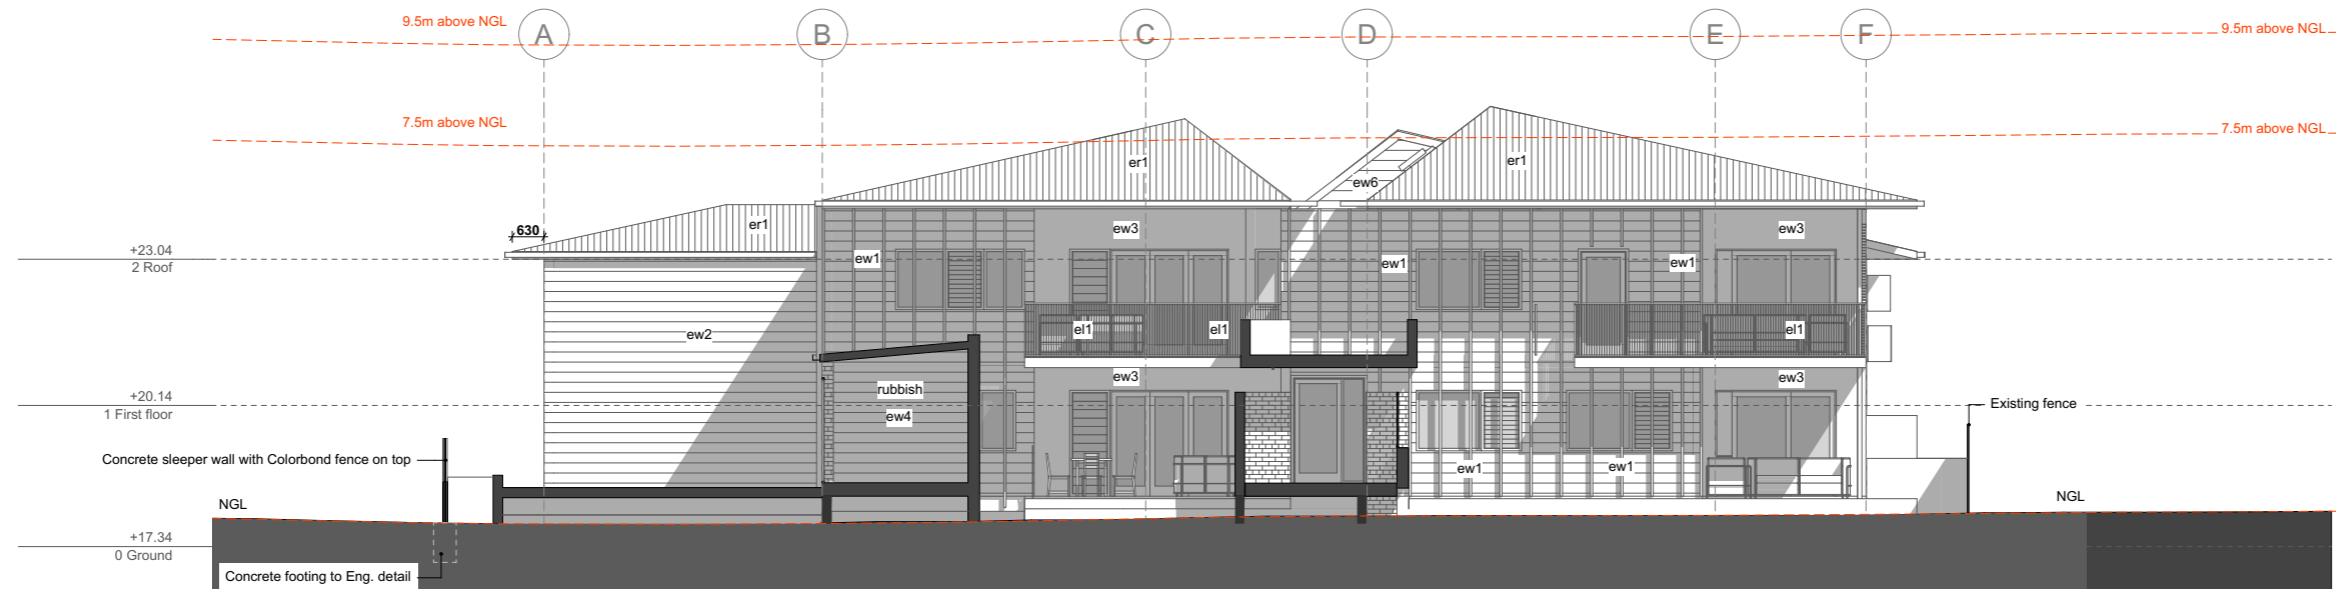 9.5m above NGL
A
B
C
D
E
F
9.5m above NGL
7.5m above NGL
7.5m above NGL
er1
er1
ew6
er1
630
ew3
ew3
+23.04
2 Roof
ew1
ew1
ew1
ew2
el1
el1
el1
ew3
ew3
rubbish
ew4
+20.14
1 First floor
Existing fence
Concrete sleeper wall with Colorbond fence on top
ew1
ew1
NGL
NGL
+17.34
0 Ground
Concrete footing to Eng. detail